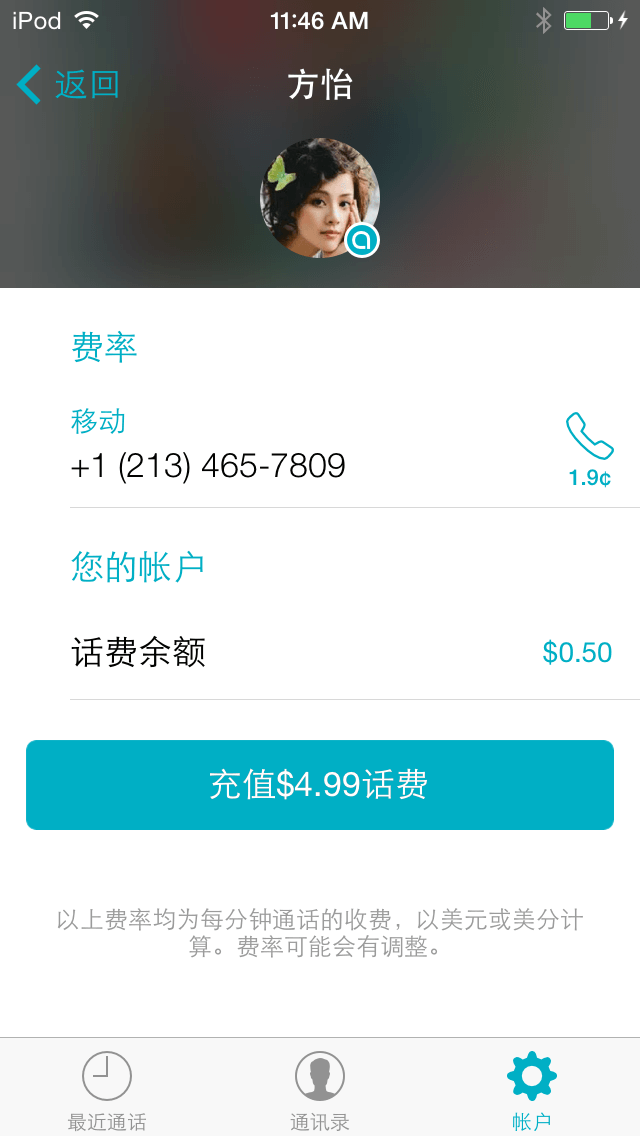 iPod 11:46 AM
返回 方怡
费率
移动
+1 (213) 465-7809
1.9¢
您的帐户
话费余额 $0.50
充值$4.99话费
以上费率均为每分钟通话的收费，以美元或美分计
算。费率可能会有调整。
最近通话 通讯录 帐户